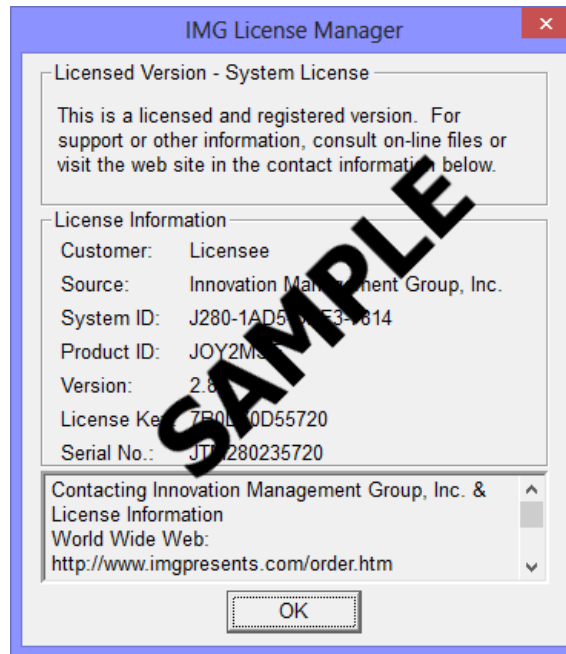 IMG License Manager
Licensed Version - System License
This is a licensed and registered version. For
support or other information, consult on-line files or
visit the web site in the contact information below.
License Information
Customer: Licensee
Source: Innovation Management Group, Inc.
System ID:
Product ID:
Version:
License Key:
Serial No.:
SAMPLE
Contacting Innovation Management Group, Inc. &
License Information
World Wide Web:
http://www.imgpresents.com/order.htm
OK